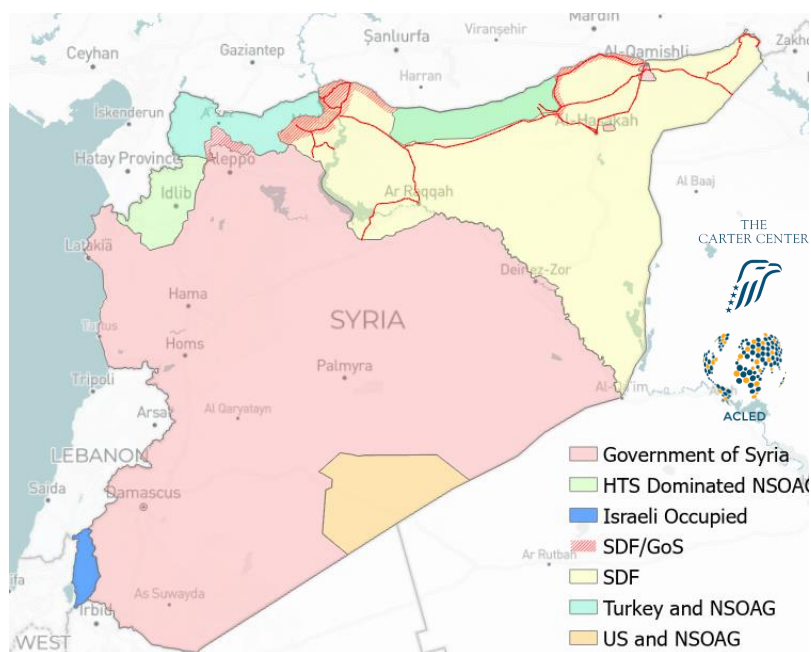 Mardin
Viranşehir
Ceyhan
Gaziantep
Şanlıurfa
Al-Qamishli
Zakho
Harran
İskenderun
Al-Hasakah
Hatay Province
Aleppo
Idlib
Ar Raqqah
Al Baaj
THE
CARTER CENTER
Latakia
Deir ez-Zor
Hama
SYRIA
Tartus
Homs
Palmyra
Tripoli
Al-Qa'im
Arsa
Al Qaryatayn
ACLED
LEBANON
Government of Syria
Saida
Damascus
HTS Dominated NSOAG
Israeli Occupied
SDF/GoS
Ar Rutbah
SDF
As Suwayda
Irbid
Turkey and NSOAG
WEST
US and NSOAG